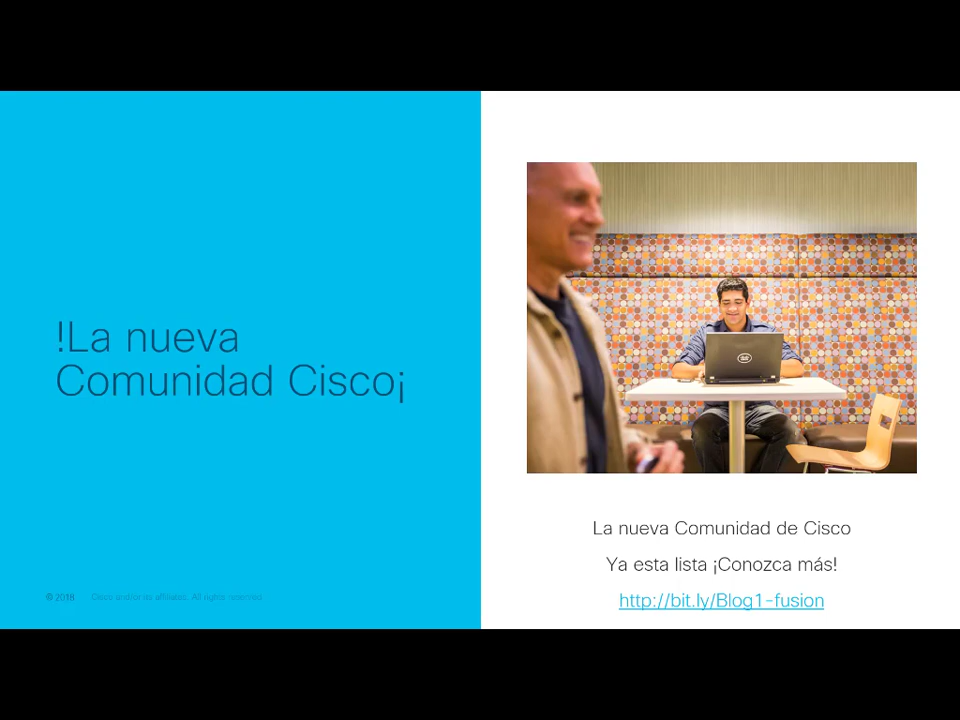 !La nueva
Comunidad Cisco¡
La nueva Comunidad de Cisco
Ya esta lista ¡Conozca más!
http://bit.ly/Blog1-fusion
© 2018 Cisco and/or its affiliates. All rights reserved.